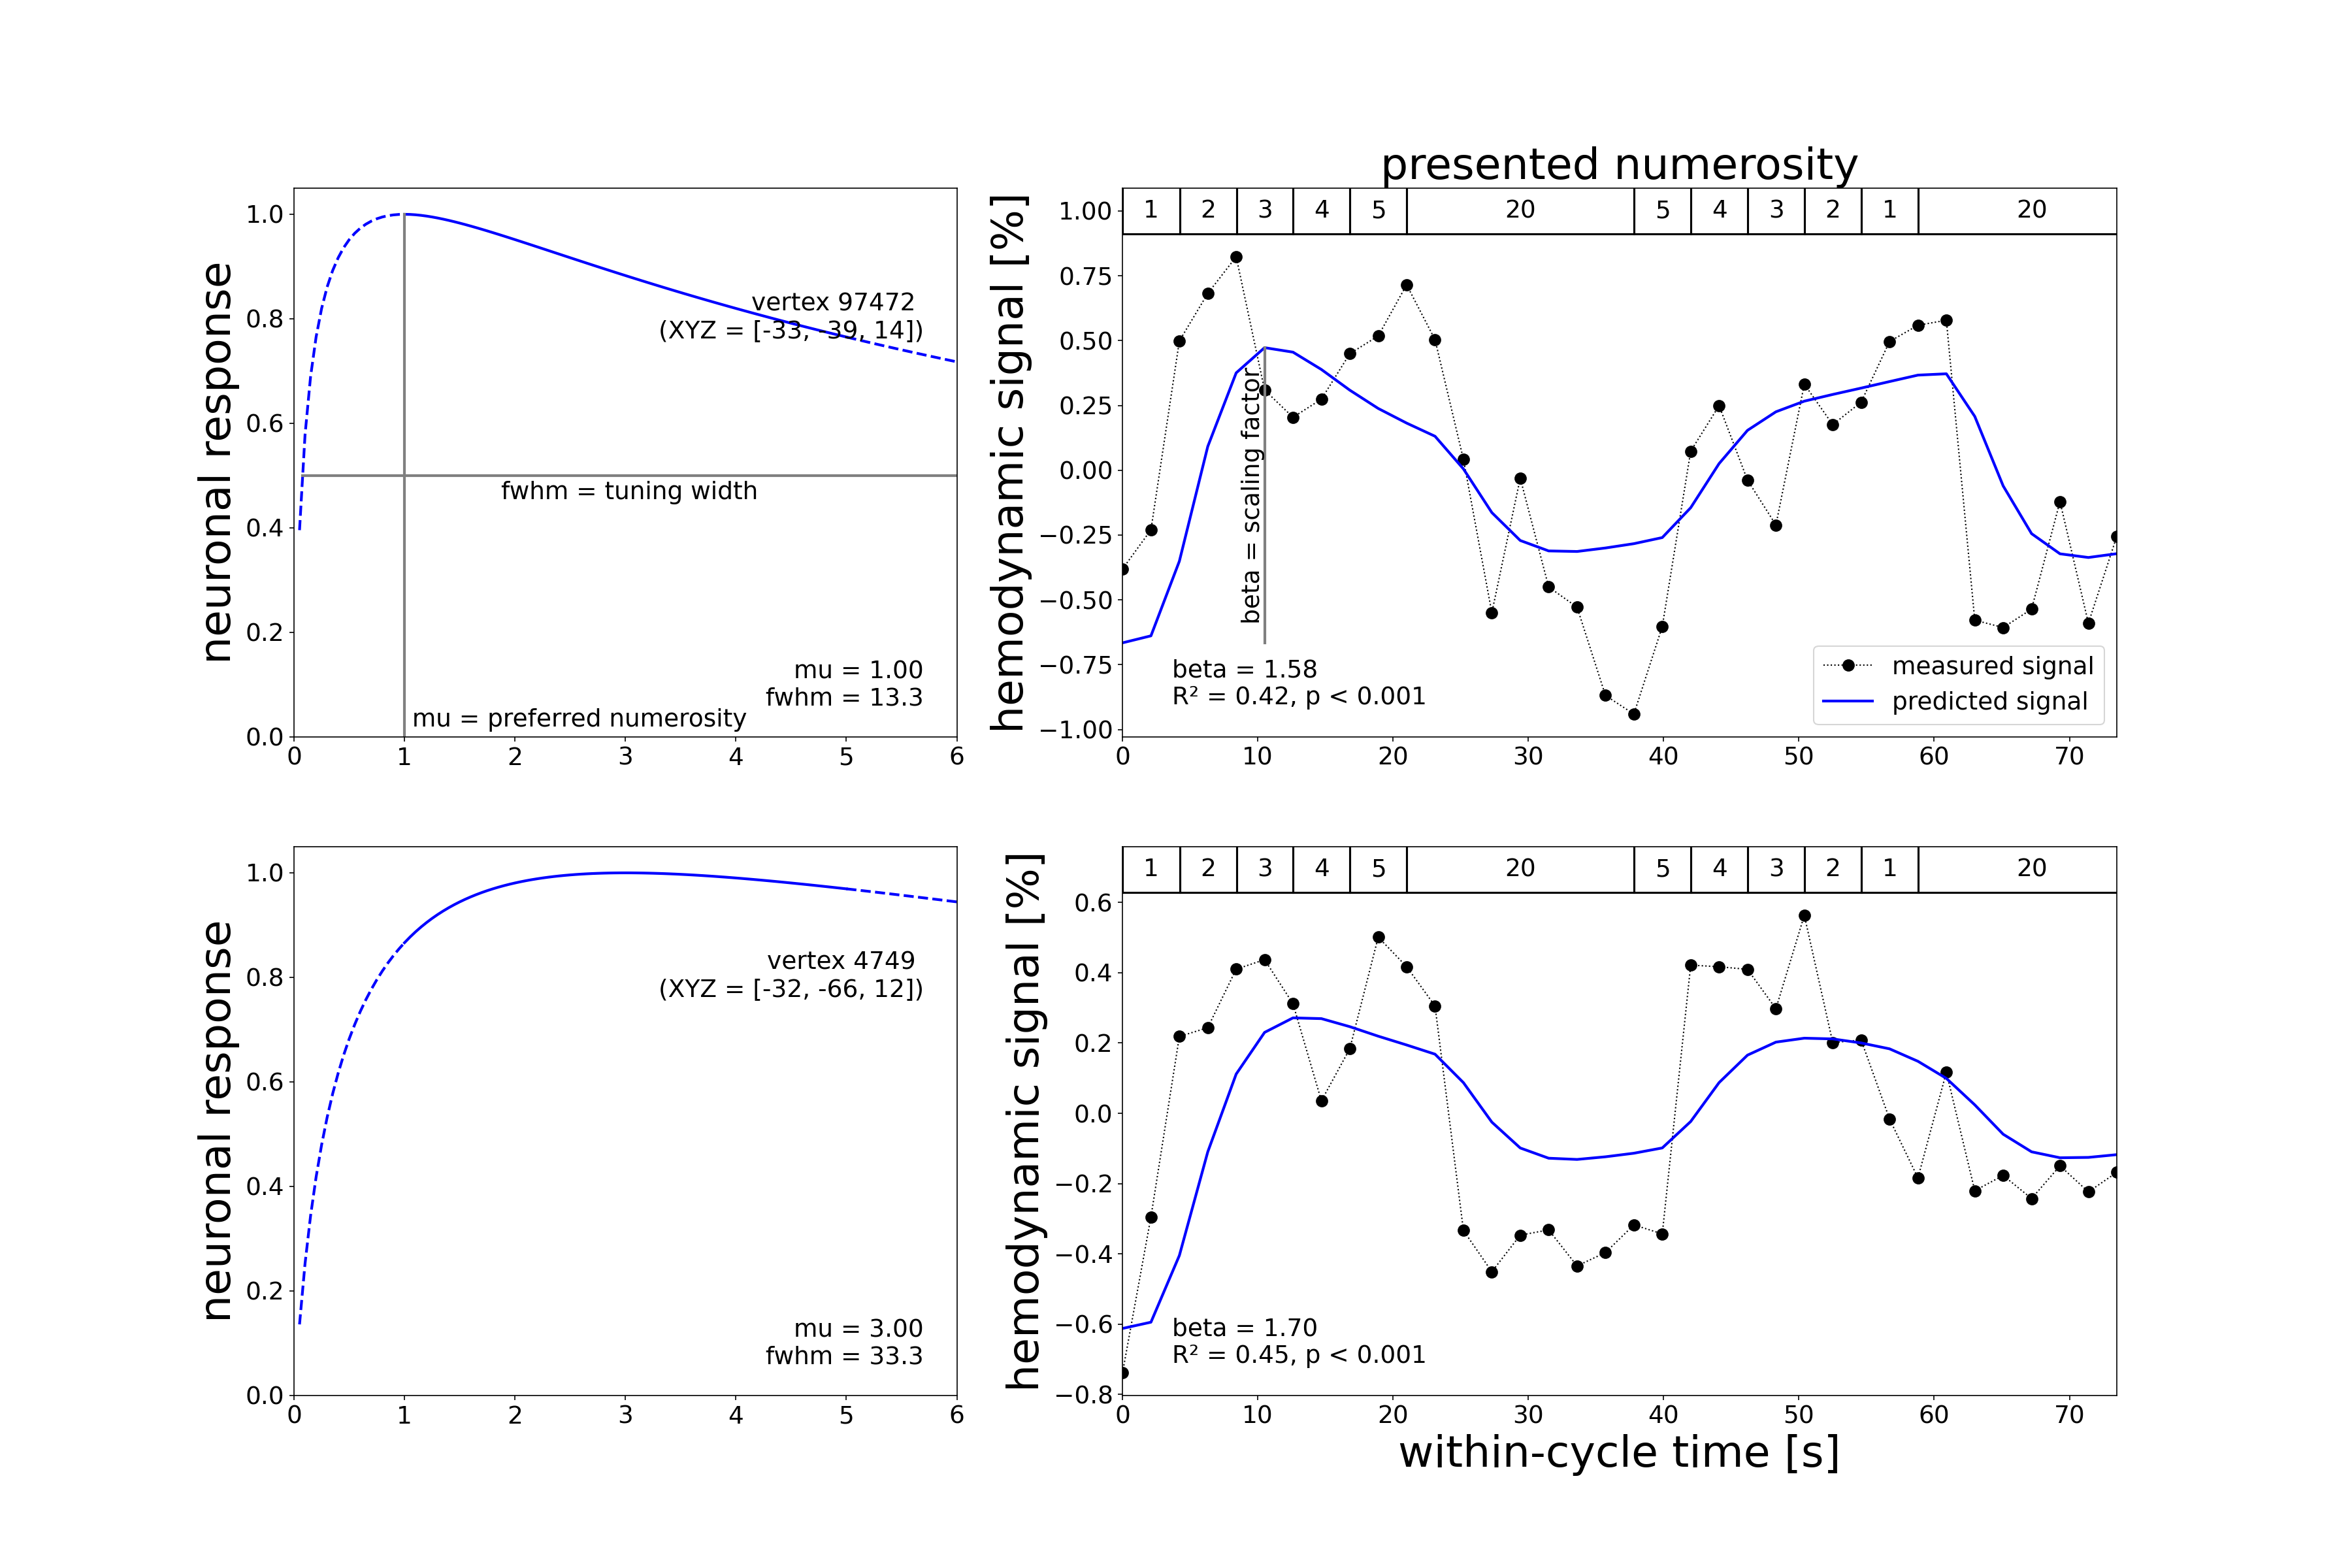 presented numerosity
neuronal response
1.0
0.8
0.6
0.4
0.2
0.0
0 1 2 3 4 5 6
vertex 97472
(XYZ = [-33, -39, 14])
fwhm = tuning width
mu = 1.00
fwhm = 13.3
mu = preferred numerosity
hemodynamic signal [%]
1.00
0.75
0.50
0.25
0.00
−0.25
−0.50
−0.75
−1.00
1 2 3 4 5 20 5 4 3 2 1 20
beta = scaling factor
beta = 1.58
R² = 0.42, p < 0.001
measured signal
predicted signal
0 10 20 30 40 50 60 70
neuronal response
1.0
0.8
0.6
0.4
0.2
0.0
0 1 2 3 4 5 6
vertex 4749
(XYZ = [-32, -66, 12])
mu = 3.00
fwhm = 33.3
hemodynamic signal [%]
0.6
0.4
0.2
0.0
−0.2
−0.4
−0.6
−0.8
1 2 3 4 5 20 5 4 3 2 1 20
beta = 1.70
R² = 0.45, p < 0.001
0 10 20 30 40 50 60 70
within-cycle time [s]